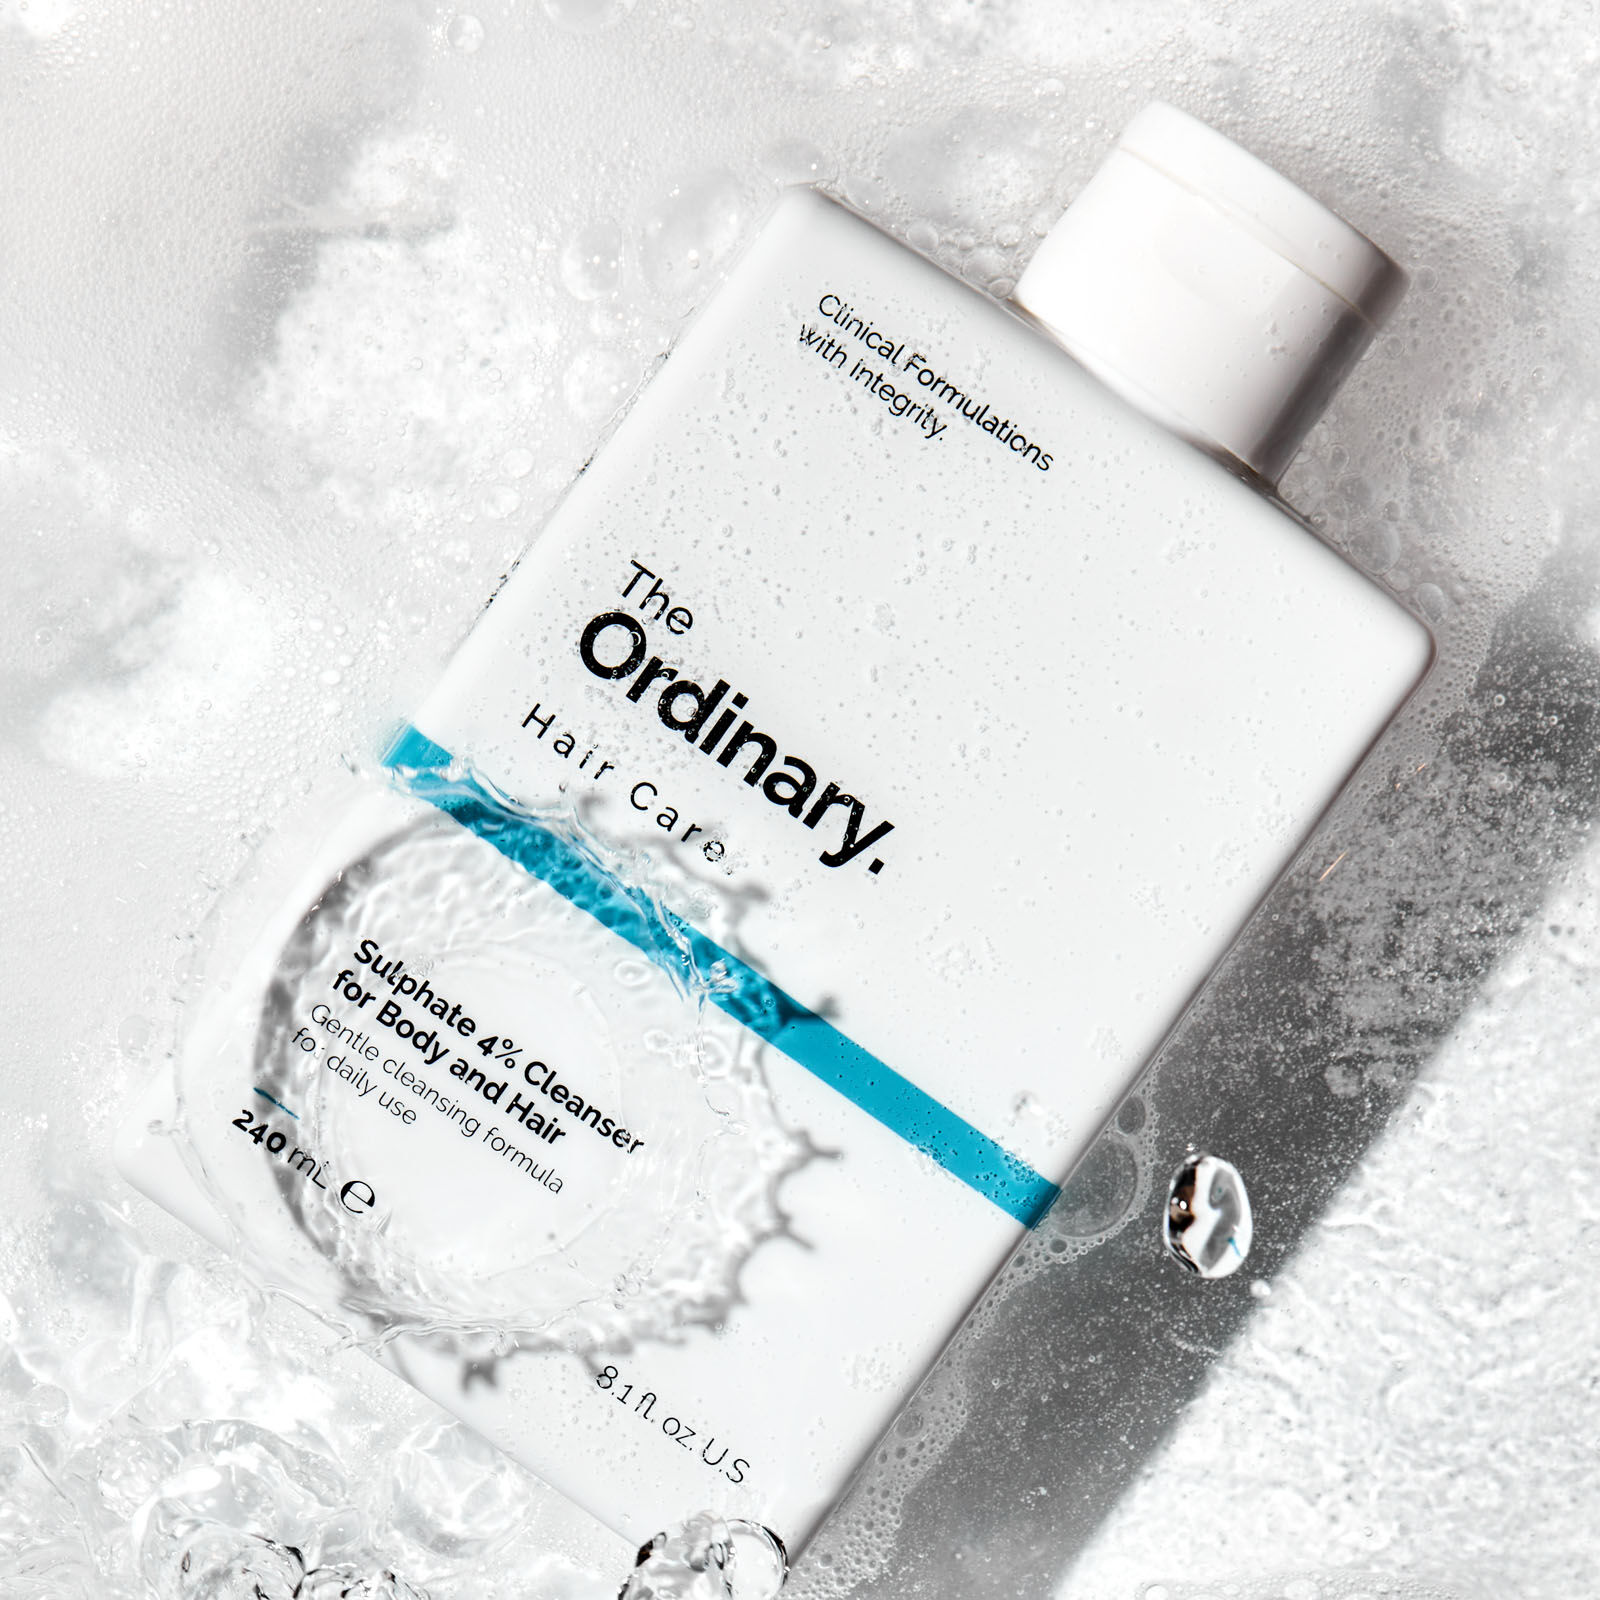 Clinical Formulations
with integrity.
The
Ordinary.
Hair Care
Sulphate 4% Cleanser
for Body and Hair
Gentle cleansing formula
for daily use
240 mL e
8.1 fl. oz. U.S